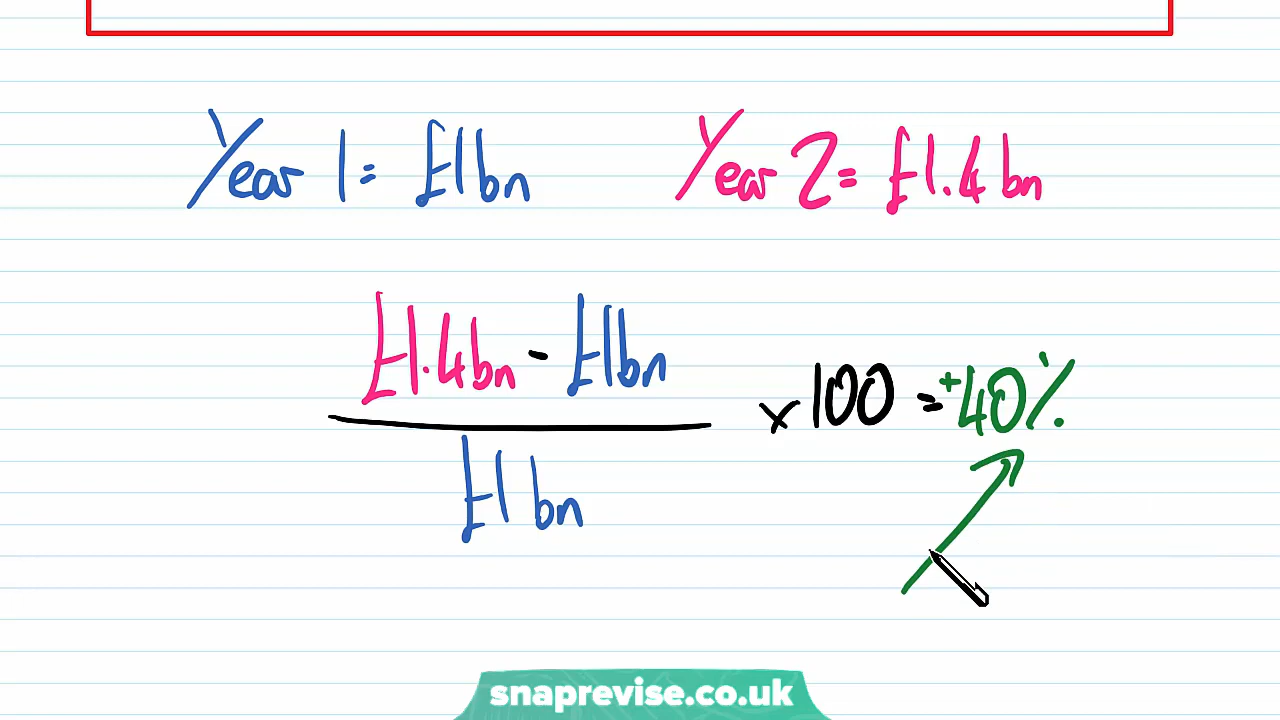 Year 1 = £1bn
Year 2 = £1.4bn
£1.4bn - £1bn
£1bn
x 100 = +40%
snaprevise.co.uk